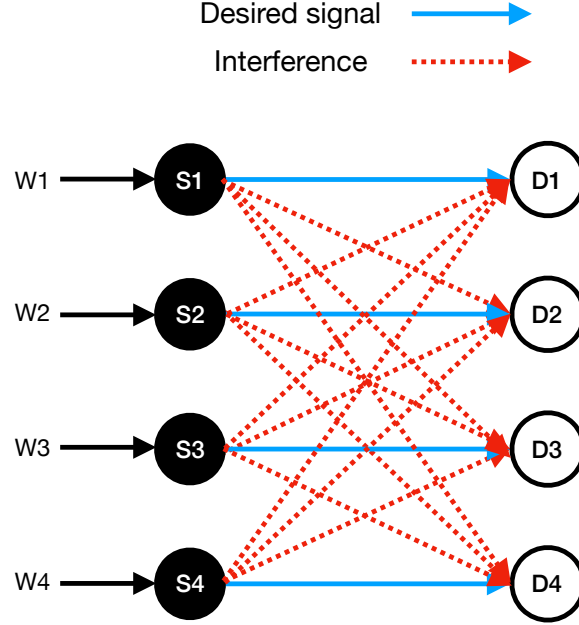 Desired signal
Interference
W1 S1 D1
W2 S2 D2
W3 S3 D3
W4 S4 D4